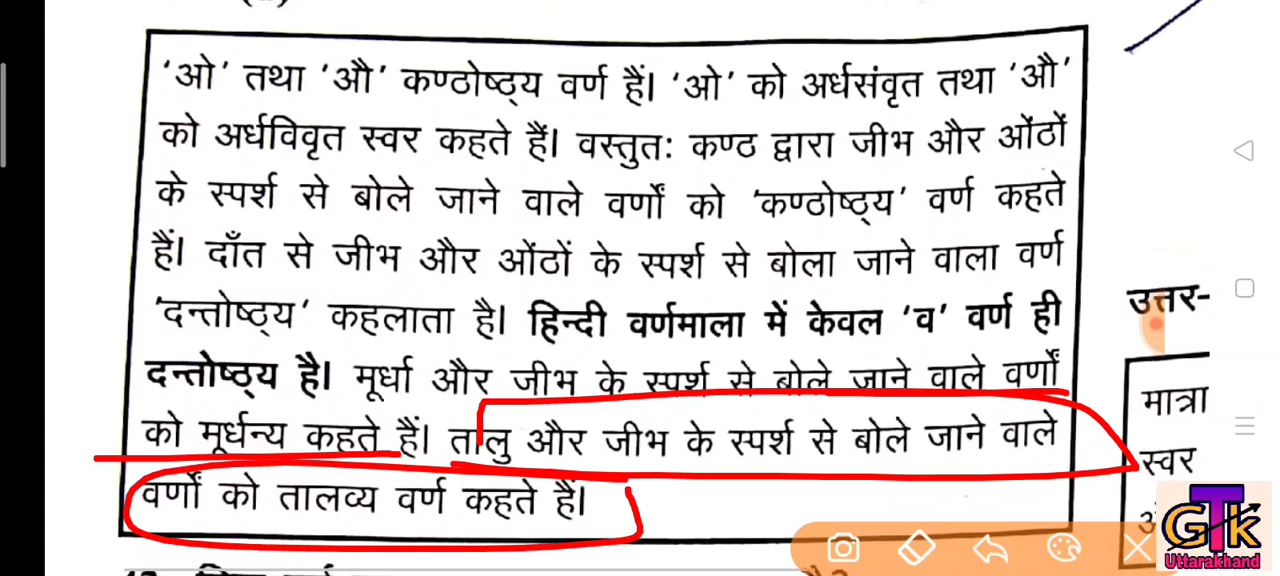 'ओ' तथा 'औ' कण्ठोष्ठ्य वर्ण हैं। 'ओ' को अर्धसंवृत तथा 'औ'
को अर्धविवृत स्वर कहते हैं। वस्तुतः कण्ठ द्वारा जीभ और ओंठों
के स्पर्श से बोले जाने वाले वर्णों को 'कण्ठोष्ठ्य' वर्ण कहते
हैं। दाँत से जीभ और ओंठों के स्पर्श से बोला जाने वाला वर्ण
'दन्तोष्ठ्य' कहलाता है। हिन्दी वर्णमाला में केवल 'व' वर्ण ही
दन्तोष्ठ्य है। मूर्धा और जीभ के स्पर्श से बोले जाने वाले वर्णों
को मूर्धन्य कहते हैं। तालु और जीभ के स्पर्श से बोले जाने वाले
वर्णों को तालव्य वर्ण कहते हैं।
उत्तर-
मात्रा
स्वर
GTK
Uttarakhand